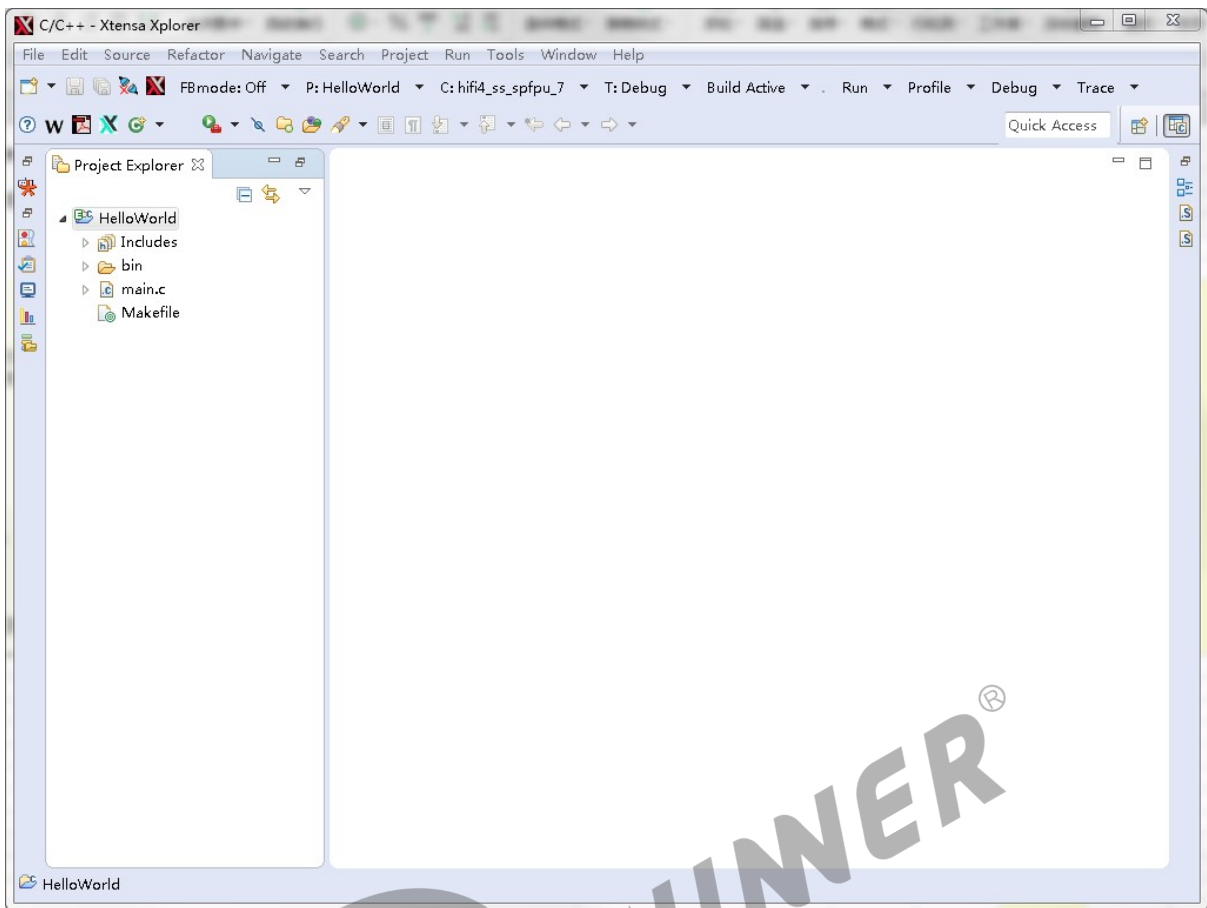 C/C++ - Xtensa Xplorer
File Edit Source Refactor Navigate Search Project Run Tools Window Help
FBmode: Off P: HelloWorld C: hifi4_ss_spfpu_7 T: Debug Build Active . Run Profile Debug Trace
Quick Access
Project Explorer
HelloWorld
Includes
bin
main.c
Makefile
HelloWorld